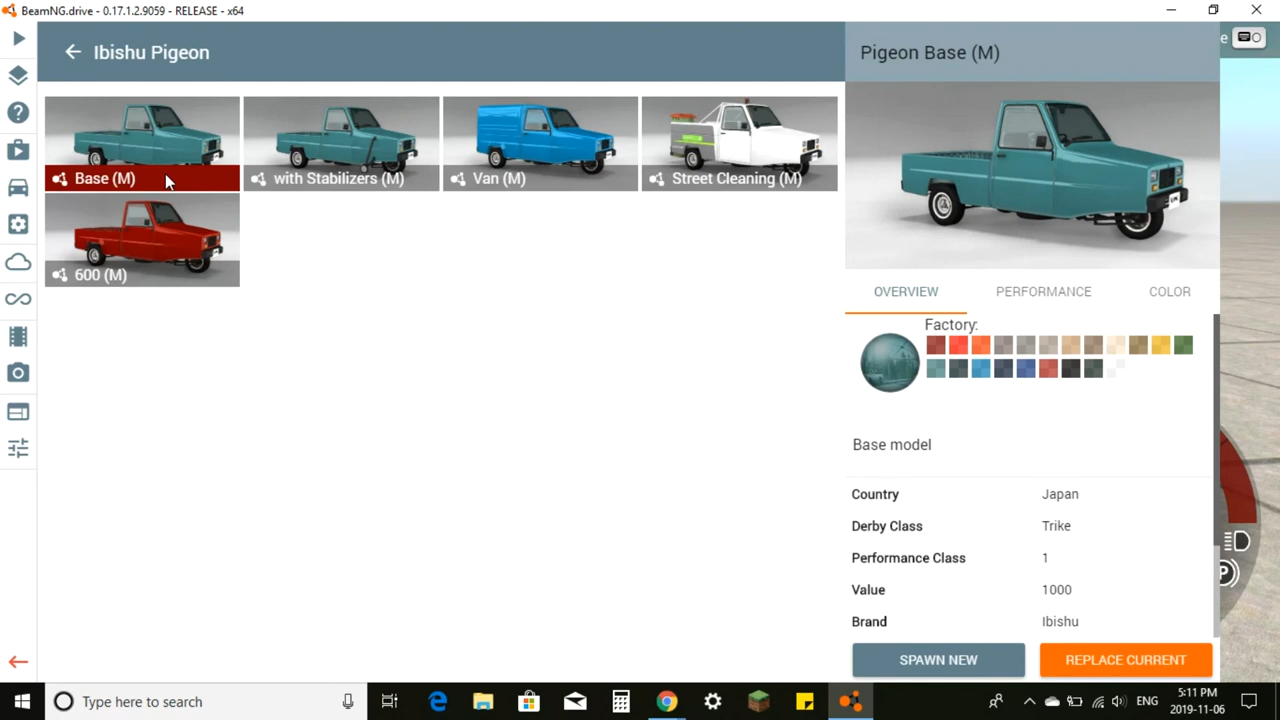 BeamNG.drive - 0.17.1.2.9059 - RELEASE - x64
Ibishu Pigeon
Pigeon Base (M)
e
Base (M)
with Stabilizers (M)
Van (M)
Street Cleaning (M)
600 (M)
OVERVIEW
PERFORMANCE
COLOR
Factory:
Base model
Country Japan
Derby Class Trike
Performance Class 1
Value 1000
Brand Ibishu
SPAWN NEW
REPLACE CURRENT
Type here to search
ENG
5:11 PM
2019-11-06